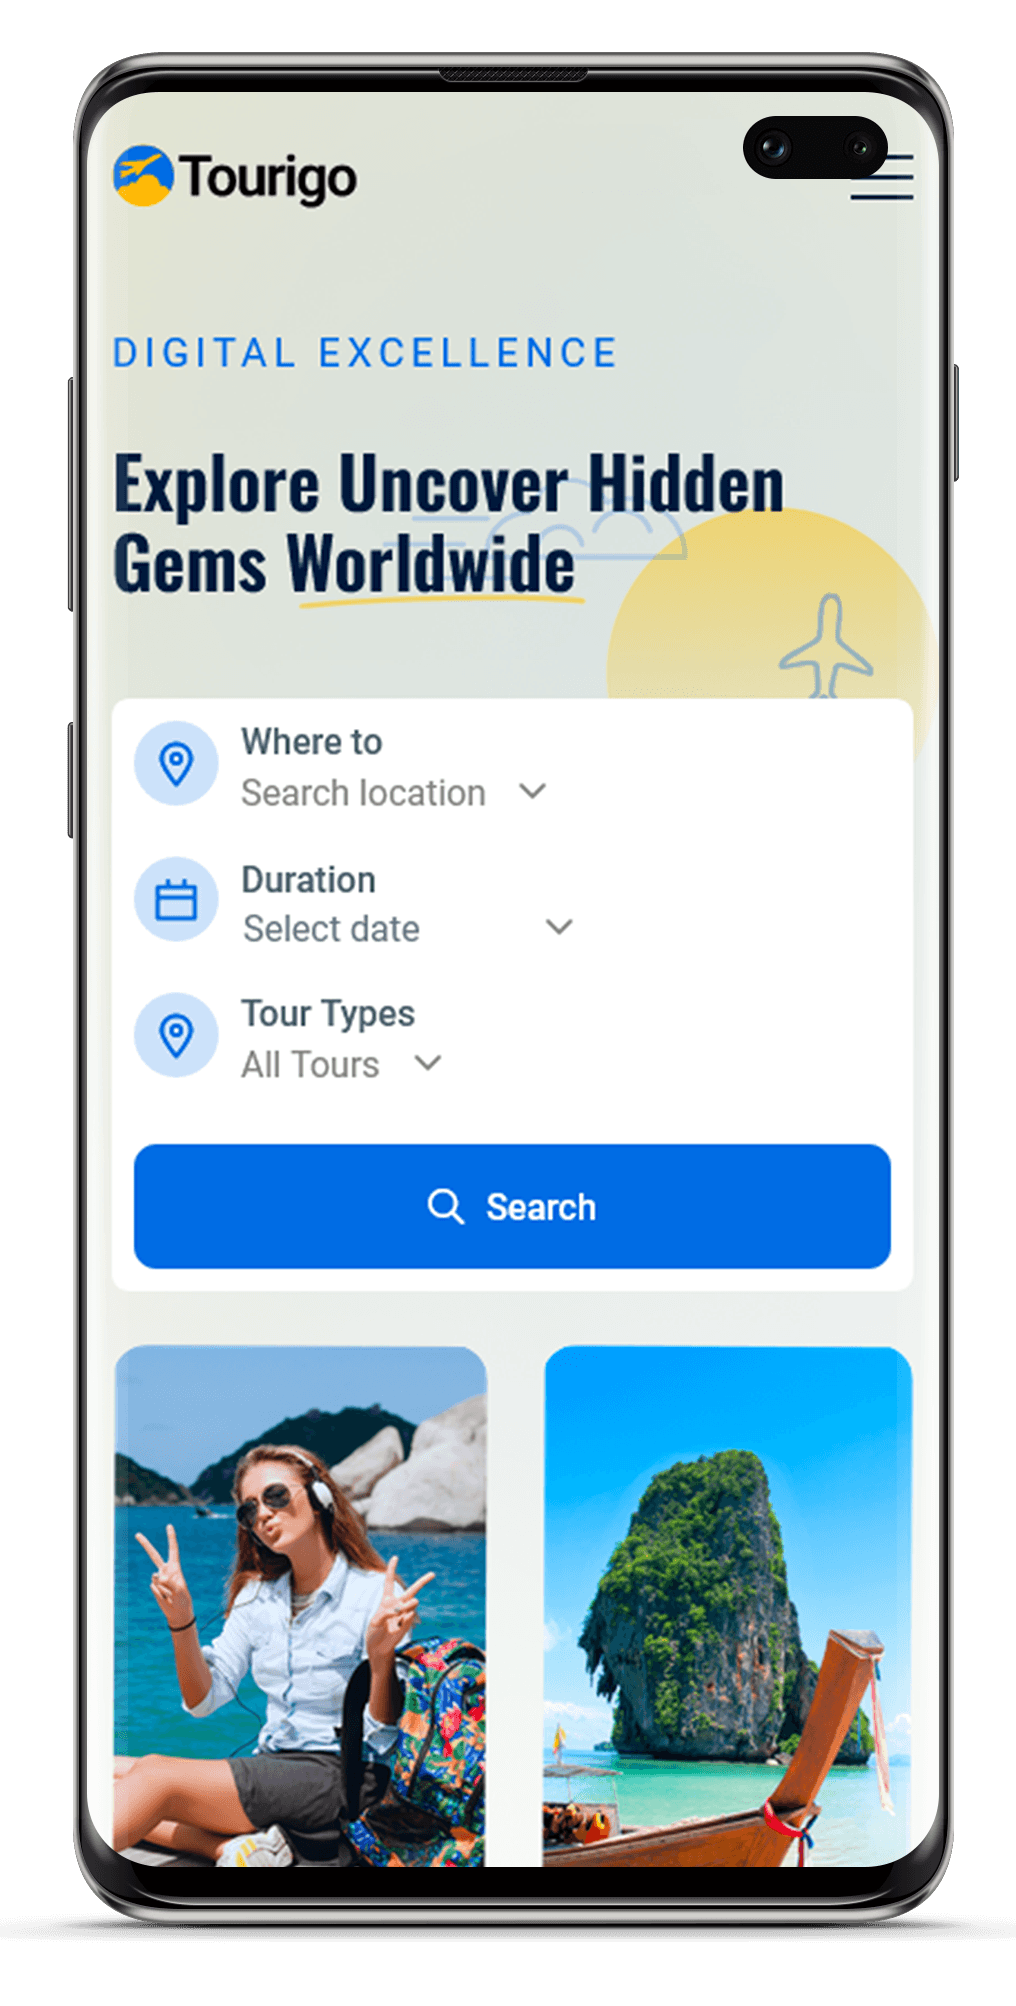 Tourigo
DIGITAL EXCELLENCE
Explore Uncover Hidden
Gems Worldwide
Where to
Search location
Duration
Select date
Tour Types
All Tours
Search